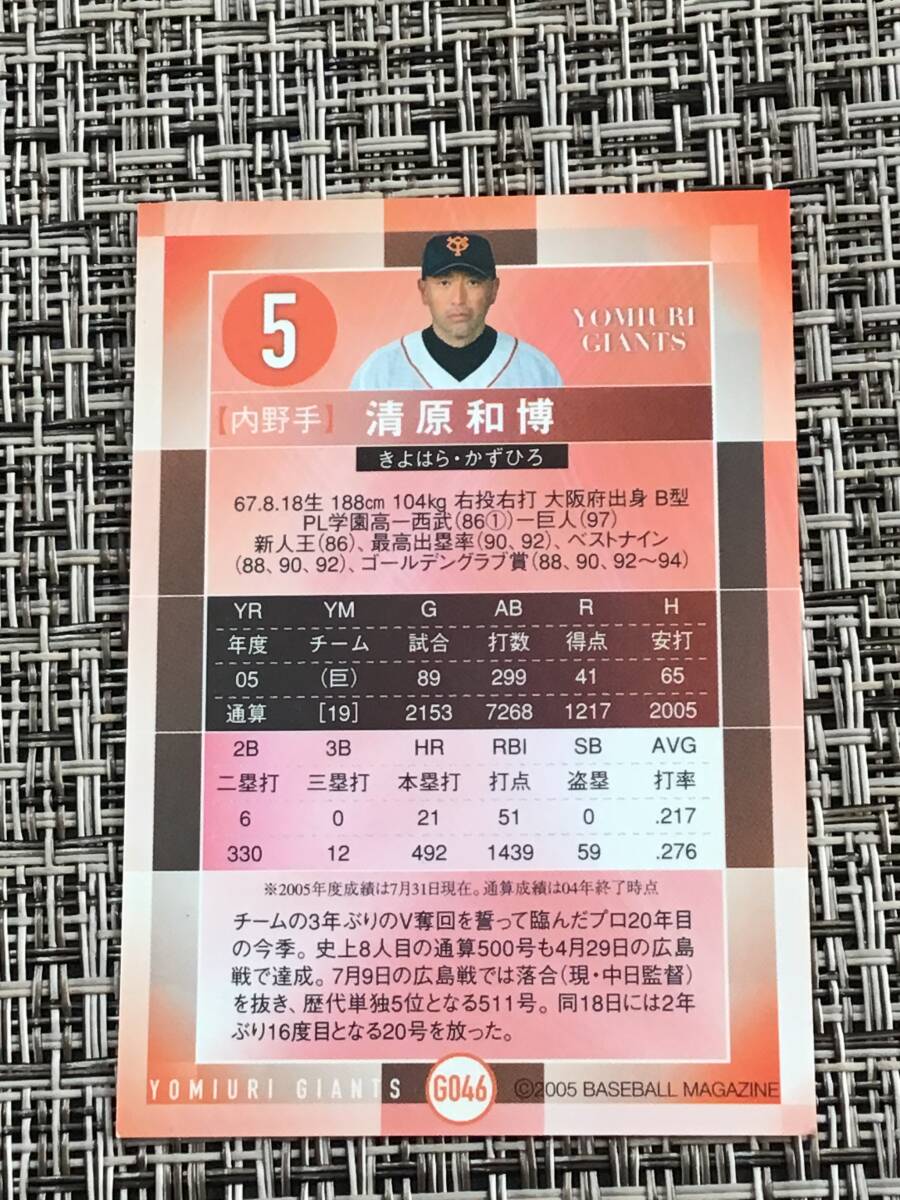 5
YOMIURI
GIANTS
【内野手】 清原和博
きよはら・かずひろ
67.8.18生 188cm 104kg 右投右打 大阪府出身 B型
PL学園高ー西武(86①)ー巨人(97)
新人王(86)、最高出塁率(90、92)、ベストナイン
(88、90、92)、ゴールデングラブ賞(88、90、92〜94)
YR YM G AB R H
年度 チーム 試合 打数 得点 安打
05 (巨) 89 299 41 65
通算 [19] 2153 7268 1217 2005
2B 3B HR RBI SB AVG
二塁打 三塁打 本塁打 打点 盗塁 打率
6 0 21 51 0 .217
330 12 492 1439 59 .276
※2005年度成績は7月31日現在。通算成績は04年終了時点
チームの3年ぶりのV奪回を誓って臨んだプロ20年目
の今季。史上8人目の通算500号も4月29日の広島
戦で達成。7月9日の広島戦では落合(現・中日監督)
を抜き、歴代単独5位となる511号。同18日には2年
ぶり16度目となる20号を放った。
YOMIURI GIANTS G046 ©2005 BASEBALL MAGAZINE